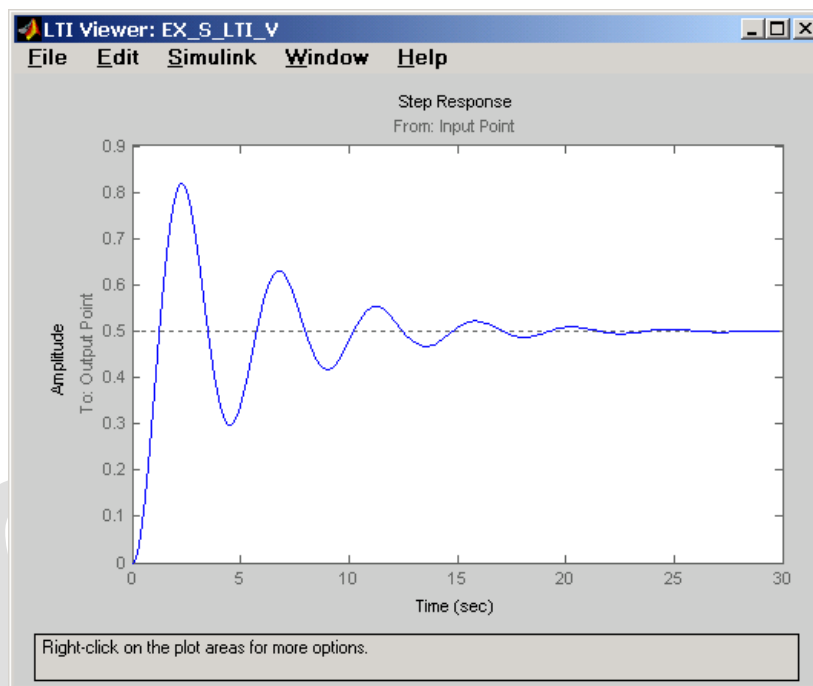 LTI Viewer: EX_S_LTI_V
File Edit Simulink Window Help
Step Response
From: Input Point
Amplitude
To: Output Point
0.9
0.8
0.7
0.6
0.5
0.4
0.3
0.2
0.1
0
0 5 10 15 20 25 30
Time (sec)
Right-click on the plot areas for more options.